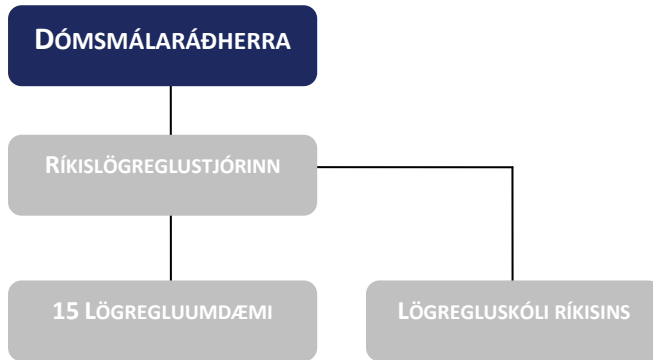 DÓMSMÁLARÁÐHERRA
RÍKISLÖGREGLUSTJÓRINN
15 LÖGREGLUUMDÆMI
LÖGREGLUSKÓLI RÍKISINS